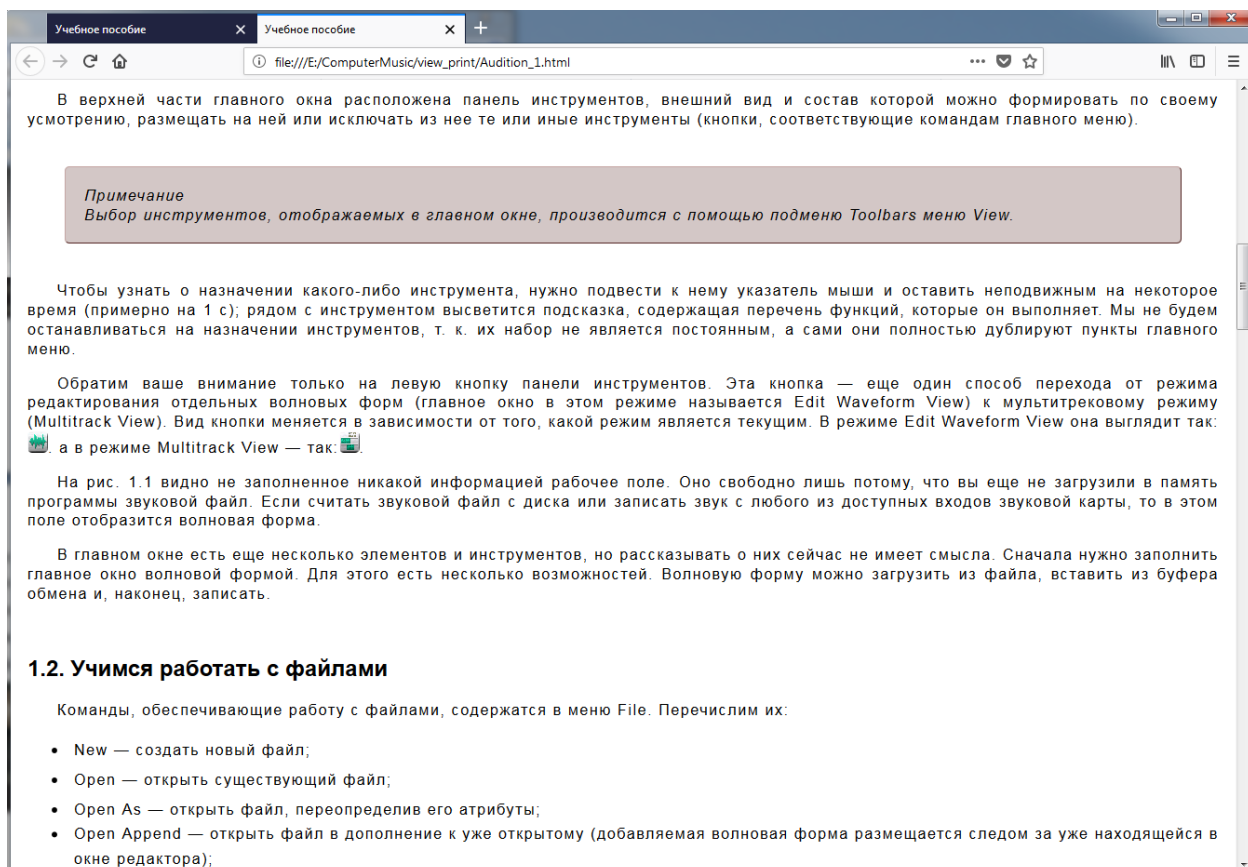 Учебное пособие
Учебное пособие
file:///E:/ComputerMusic/view_print/Audition_1.html
В верхней части главного окна расположена панель инструментов, внешний вид и состав которой можно формировать по своему
усмотрению, размещать на ней или исключать из нее те или иные инструменты (кнопки, соответствующие командам главного меню).
Примечание
Выбор инструментов, отображаемых в главном окне, производится с помощью подменю Toolbars меню View.
Чтобы узнать о назначении какого-либо инструмента, нужно подвести к нему указатель мыши и оставить неподвижным на некоторое
время (примерно на 1 с); рядом с инструментом высветится подсказка, содержащая перечень функций, которые он выполняет. Мы не будем
останавливаться на назначении инструментов, т. к. их набор не является постоянным, а сами они полностью дублируют пункты главного
меню.
Обратим ваше внимание только на левую кнопку панели инструментов. Эта кнопка — еще один способ перехода от режима
редактирования отдельных волновых форм (главное окно в этом режиме называется Edit Waveform View) к мультитрековому режиму
(Multitrack View). Вид кнопки меняется в зависимости от того, какой режим является текущим. В режиме Edit Waveform View она выглядит так:
. а в режиме Multitrack View — так: .
На рис. 1.1 видно не заполненное никакой информацией рабочее поле. Оно свободно лишь потому, что вы еще не загрузили в память
программы звуковой файл. Если считать звуковой файл с диска или записать звук с любого из доступных входов звуковой карты, то в этом
поле отобразится волновая форма.
В главном окне есть еще несколько элементов и инструментов, но рассказывать о них сейчас не имеет смысла. Сначала нужно заполнить
главное окно волновой формой. Для этого есть несколько возможностей. Волновую форму можно загрузить из файла, вставить из буфера
обмена и, наконец, записать.
1.2. Учимся работать с файлами
Команды, обеспечивающие работу с файлами, содержатся в меню File. Перечислим их:
• New — создать новый файл;
• Open — открыть существующий файл;
• Open As — открыть файл, переопределив его атрибуты;
• Open Append — открыть файл в дополнение к уже открытому (добавляемая волновая форма размещается следом за уже находящейся в
окне редактора);